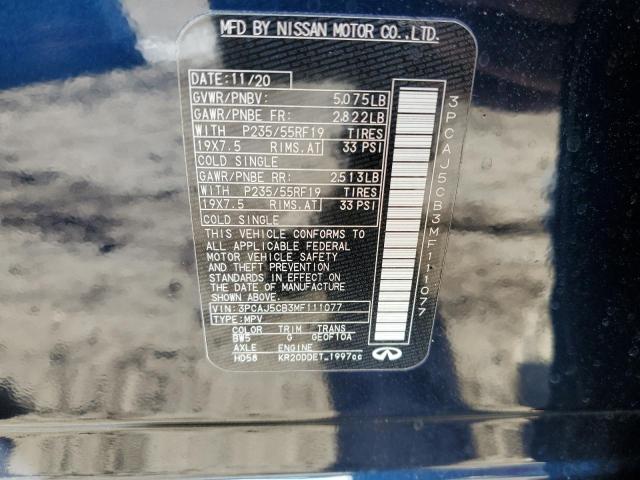 MFD BY NISSAN MOTOR CO.,LTD.
DATE:11/20
GVWR/PNBV: 5,075LB
GAWR/PNBE FR: 2,822LB
WITH P235/55RF19 TIRES
19X7.5 RIMS.AT 33 PSI
COLD SINGLE
GAWR/PNBE RR: 2,513LB
WITH P235/55RF19 TIRES
19X7.5 RIMS.AT 33 PSI
COLD SINGLE
THIS VEHICLE CONFORMS TO
ALL APPLICABLE FEDERAL
MOTOR VEHICLE SAFETY
AND THEFT PREVENTION
STANDARDS IN EFFECT ON
THE DATE OF MANUFACTURE
SHOWN ABOVE.
VIN:3PCAJ5CB3MF111077
TYPE:MPV
COLOR TRIM TRANS
BW5 G GEOF10A
AXLE ENGINE
HD58 KR20DDET_1997cc
3PCAJ5CB3MF111077